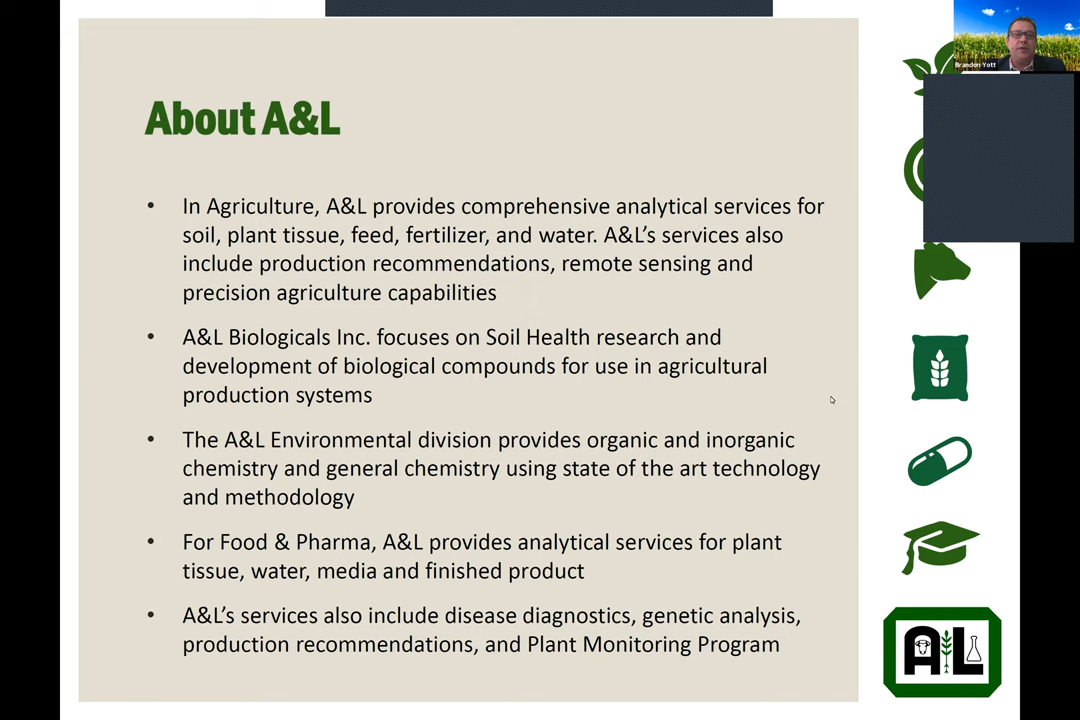 Brandon Yott
About A&L
• In Agriculture, A&L provides comprehensive analytical services for
soil, plant tissue, feed, fertilizer, and water. A&L’s services also
include production recommendations, remote sensing and
precision agriculture capabilities
• A&L Biologicals Inc. focuses on Soil Health research and
development of biological compounds for use in agricultural
production systems
• The A&L Environmental division provides organic and inorganic
chemistry and general chemistry using state of the art technology
and methodology
• For Food & Pharma, A&L provides analytical services for plant
tissue, water, media and finished product
• A&L’s services also include disease diagnostics, genetic analysis,
production recommendations, and Plant Monitoring Program
A L